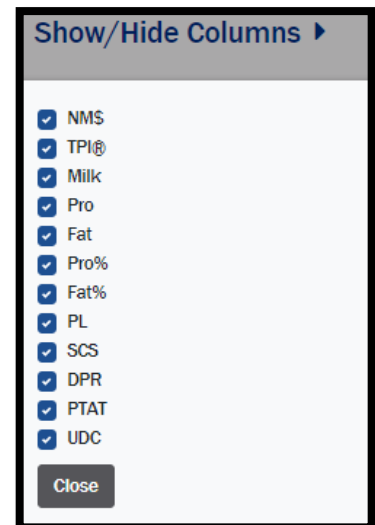 Show/Hide Columns
NM$
TPI®
Milk
Pro
Fat
Pro%
Fat%
PL
SCS
DPR
PTAT
UDC
Close